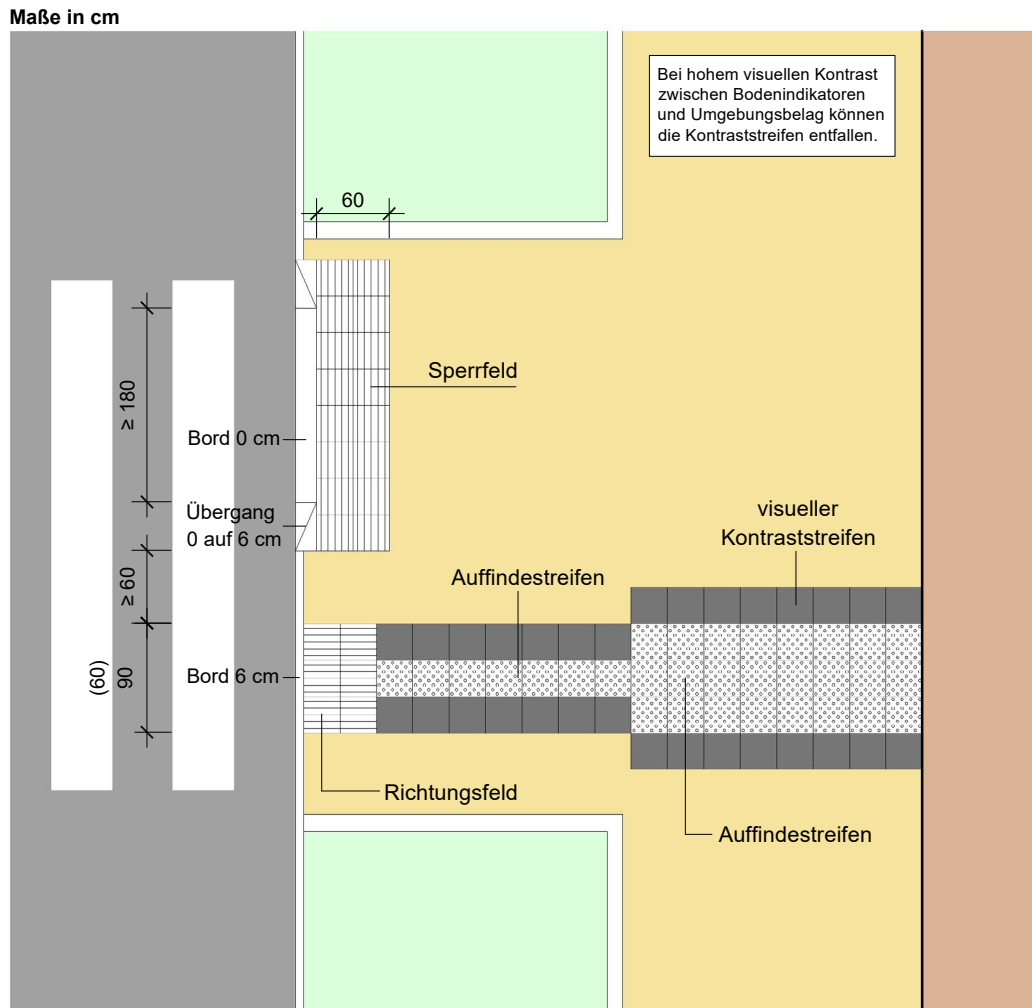 Maße in cm
Bei hohem visuellen Kontrast
zwischen Bodenindikatoren
und Umgebungsbelag können
die Kontraststreifen entfallen.
60
Sperrfeld
≥ 180
Bord 0 cm
Übergang
0 auf 6 cm
visueller
Kontraststreifen
Auffindestreifen
≥ 60
Bord 6 cm
(60)
90
Richtungsfeld
Auffindestreifen